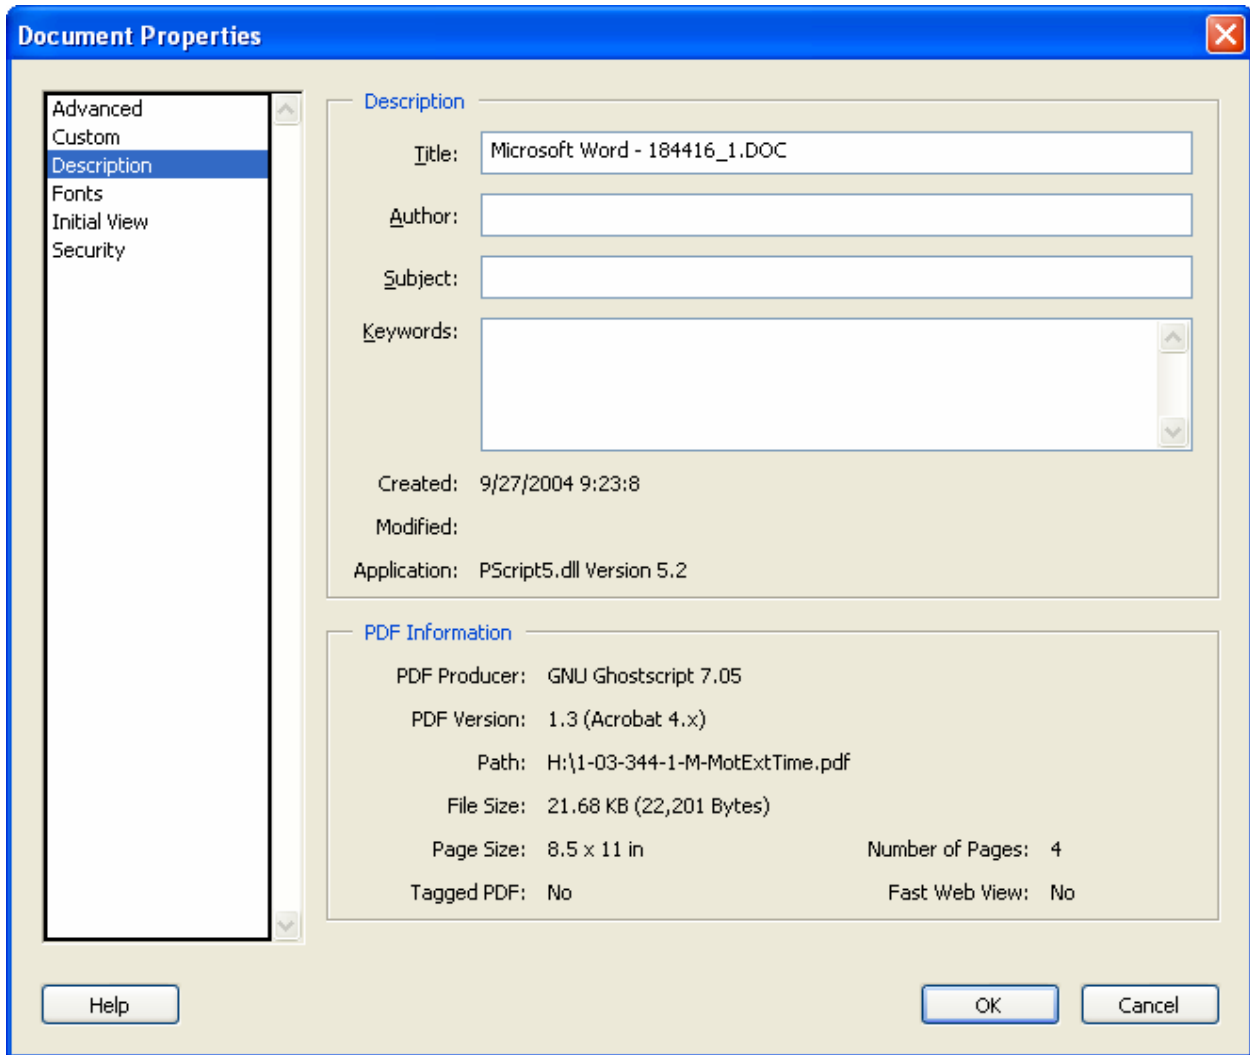 Document Properties
Advanced
Custom
Description
Fonts
Initial View
Security
Description
Title: Microsoft Word - 184416_1.DOC
Author:
Subject:
Keywords:
Created: 9/27/2004 9:23:8
Modified:
Application: PScript5.dll Version 5.2
PDF Information
PDF Producer: GNU Ghostscript 7.05
PDF Version: 1.3 (Acrobat 4.x)
Path: H:\1-03-344-1-M-MotExtTime.pdf
File Size: 21.68 KB (22,201 Bytes)
Page Size: 8.5 x 11 in Number of Pages: 4
Tagged PDF: No Fast Web View: No
Help OK Cancel